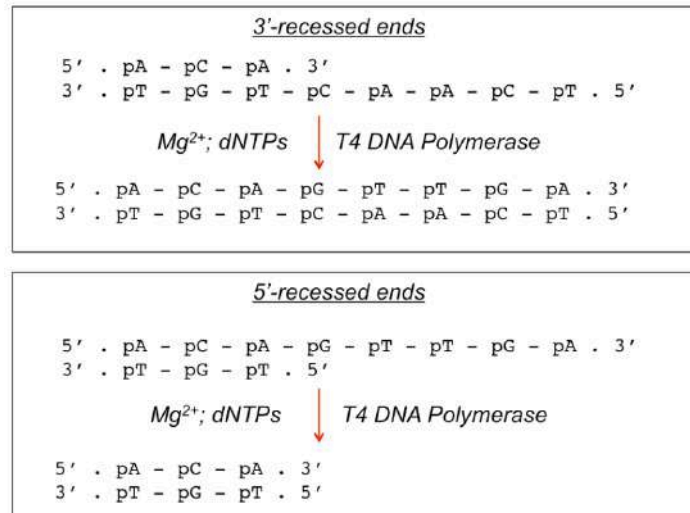 3'-recessed ends
5' . pA – pC – pA . 3'
3' . pT – pG – pT – pC – pA – pA – pC – pT . 5'
Mg2+; dNTPs T4 DNA Polymerase
5' . pA – pC – pA – pG – pT – pT – pG – pA . 3'
3' . pT – pG – pT – pC – pA – pA – pC – pT . 5'
5'-recessed ends
5' . pA – pC – pA – pG – pT – pT – pG – pA . 3'
3' . pT – pG – pT . 5'
Mg2+; dNTPs T4 DNA Polymerase
5' . pA – pC – pA . 3'
3' . pT – pG – pT . 5'